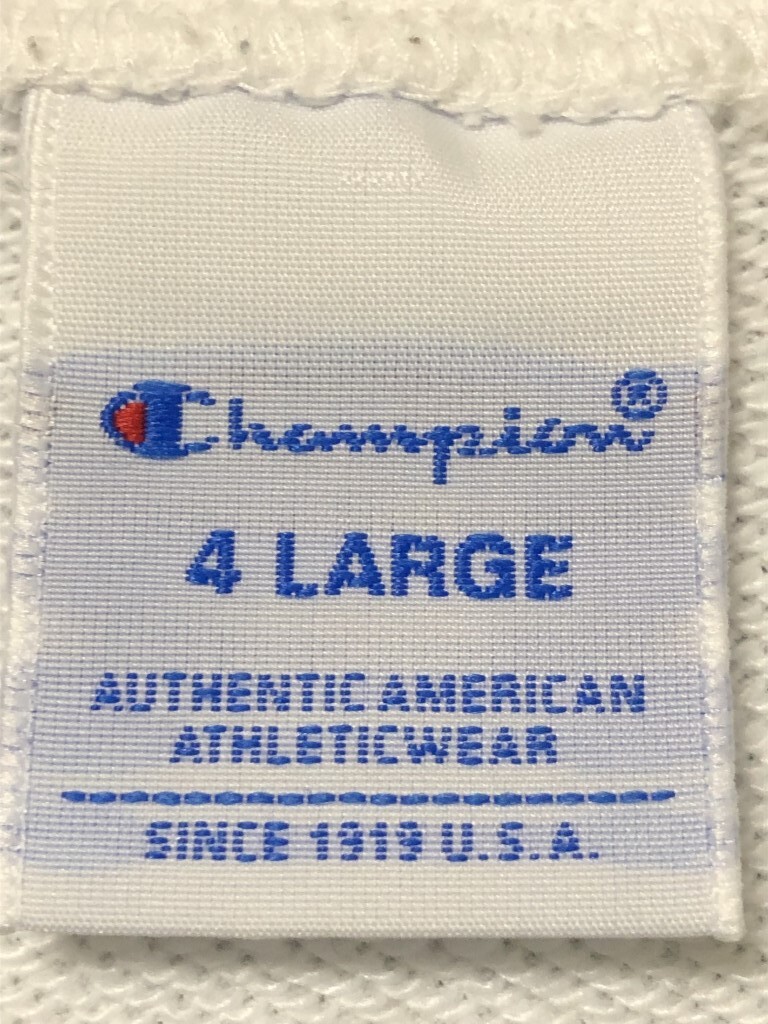 Champion®
4 LARGE
AUTHENTIC AMERICAN
ATHLETICWEAR
SINCE 1919 U.S.A.